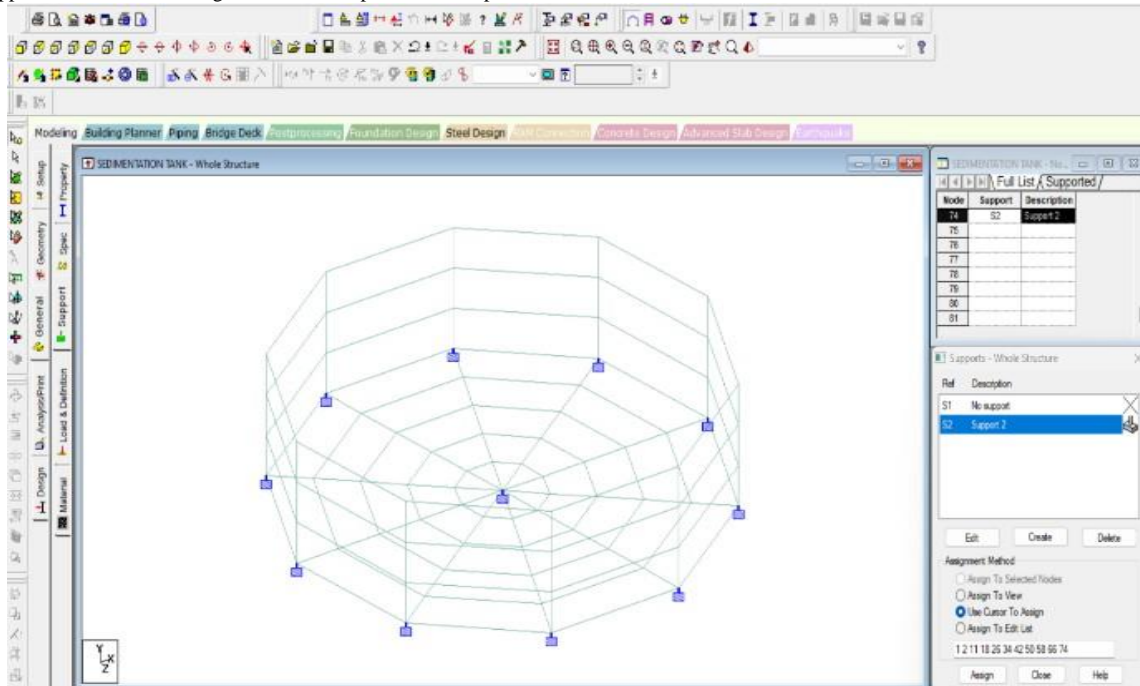 Modeling Building Planner Piping Bridge Deck Postprocessing Foundation Design Steel Design RAM Connection Concrete Design Advanced Slab Design Earthquake
Setup
Geometry
General
Analysis/Print
Design
Property
Spec
Support
Load & Definition
Material
SEDIMENTATION TANK - Whole Structure
Y
X
Z
SEDIMENTATION TANK - No...
Full List Supported
Node Support Description
74 S2 Support 2
75
76
77
78
79
80
81
Supports - Whole Structure
Ref Description
S1 No support
S2 Support 2
Edit Create Delete
Assignment Method
Assign To Selected Nodes
Assign To View
Use Cursor To Assign
Assign To Edit List
1 2 11 18 26 34 42 50 58 66 74
Assign Close Help